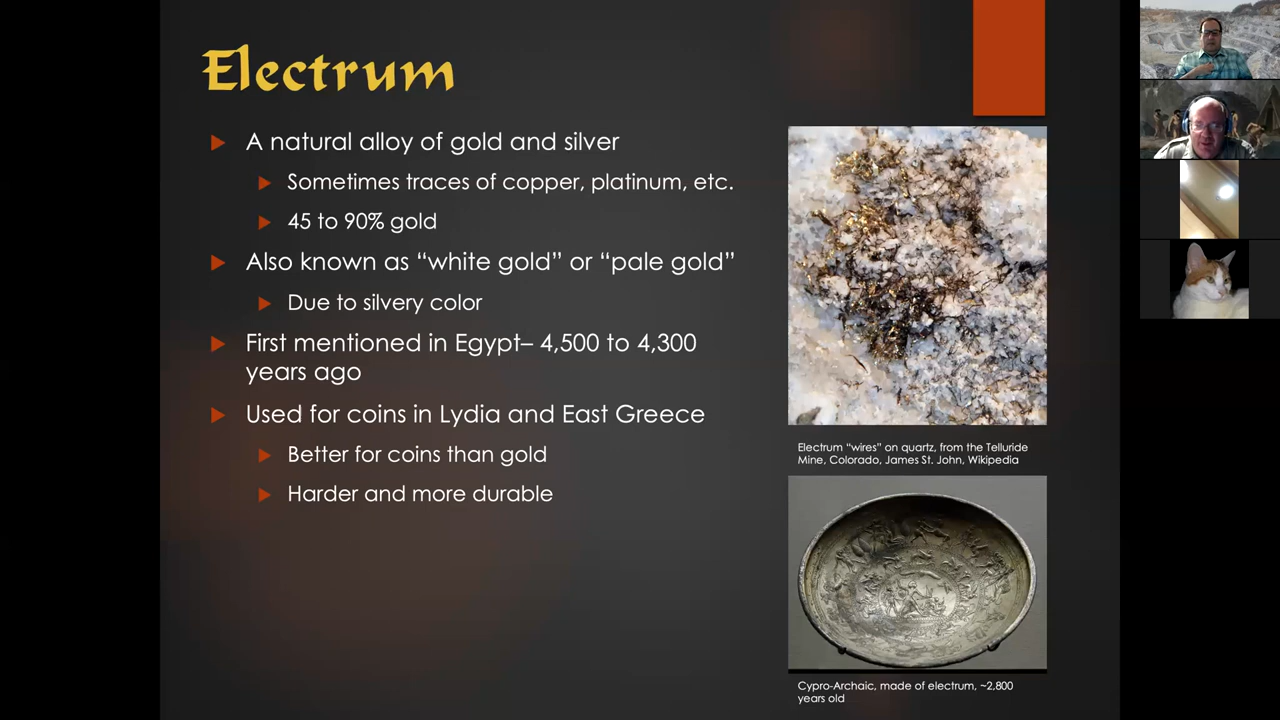 Electrum
A natural alloy of gold and silver
Sometimes traces of copper, platinum, etc.
45 to 90% gold
Also known as “white gold” or “pale gold”
Due to silvery color
First mentioned in Egypt– 4,500 to 4,300
years ago
Used for coins in Lydia and East Greece
Better for coins than gold
Harder and more durable
Electrum “wires” on quartz, from the Telluride
Mine, Colorado, James St. John, Wikipedia
Cypro-Archaic, made of electrum, ~2,800
years old